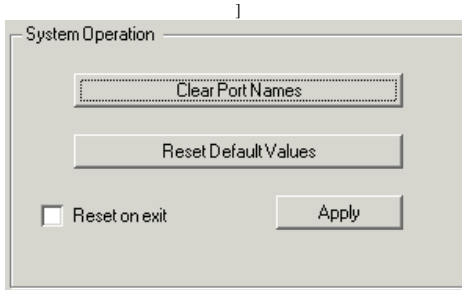 ]
System Operation
Clear Port Names
Reset Default Values
Reset on exit
Apply